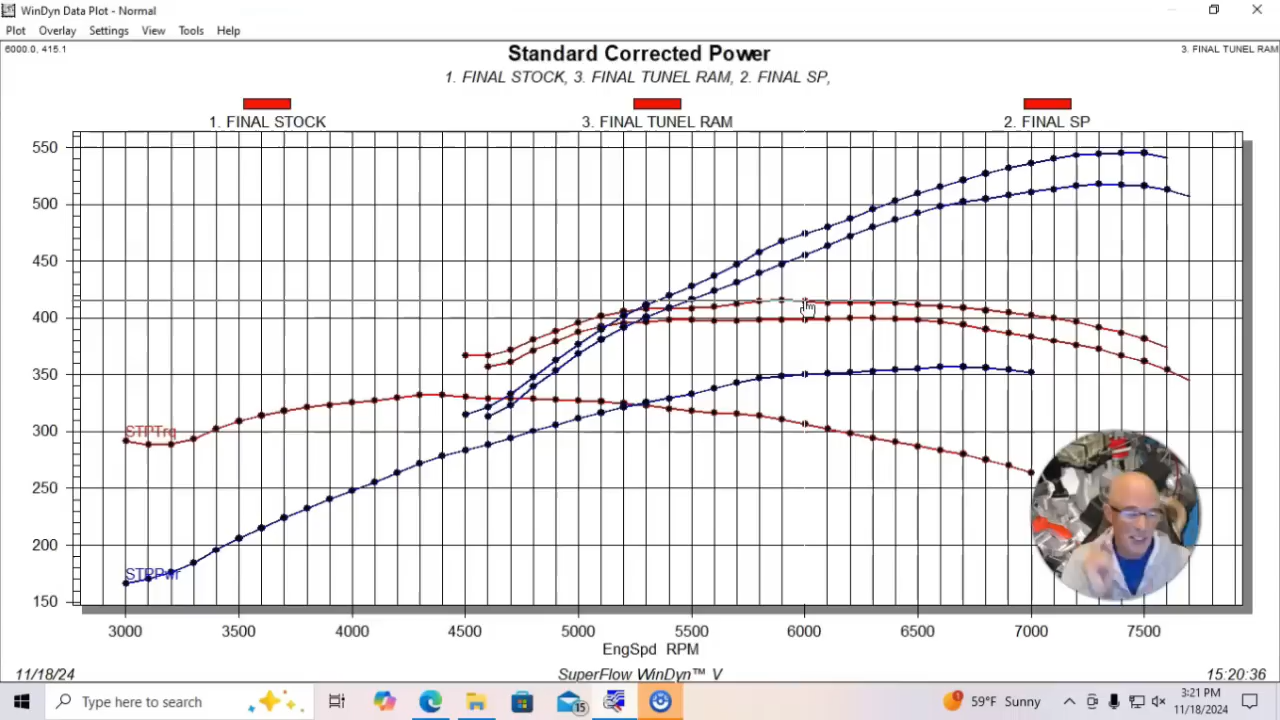 WinDyn Data Plot - Normal
Plot Overlay Settings View Tools Help
6000.0, 415.1
3. FINAL TUNEL RAM
Standard Corrected Power
1. FINAL STOCK, 3. FINAL TUNEL RAM, 2. FINAL SP,
1. FINAL STOCK
3. FINAL TUNEL RAM
2. FINAL SP
550
500
450
400
350
300
250
200
150
STPTrq
STPPwr
3000 3500 4000 4500 5000 5500 6000 6500 7000 7500
EngSpd RPM
11/18/24
SuperFlow WinDyn™ V
15:20:36
Type here to search
15
59°F Sunny
3:21 PM
11/18/2024